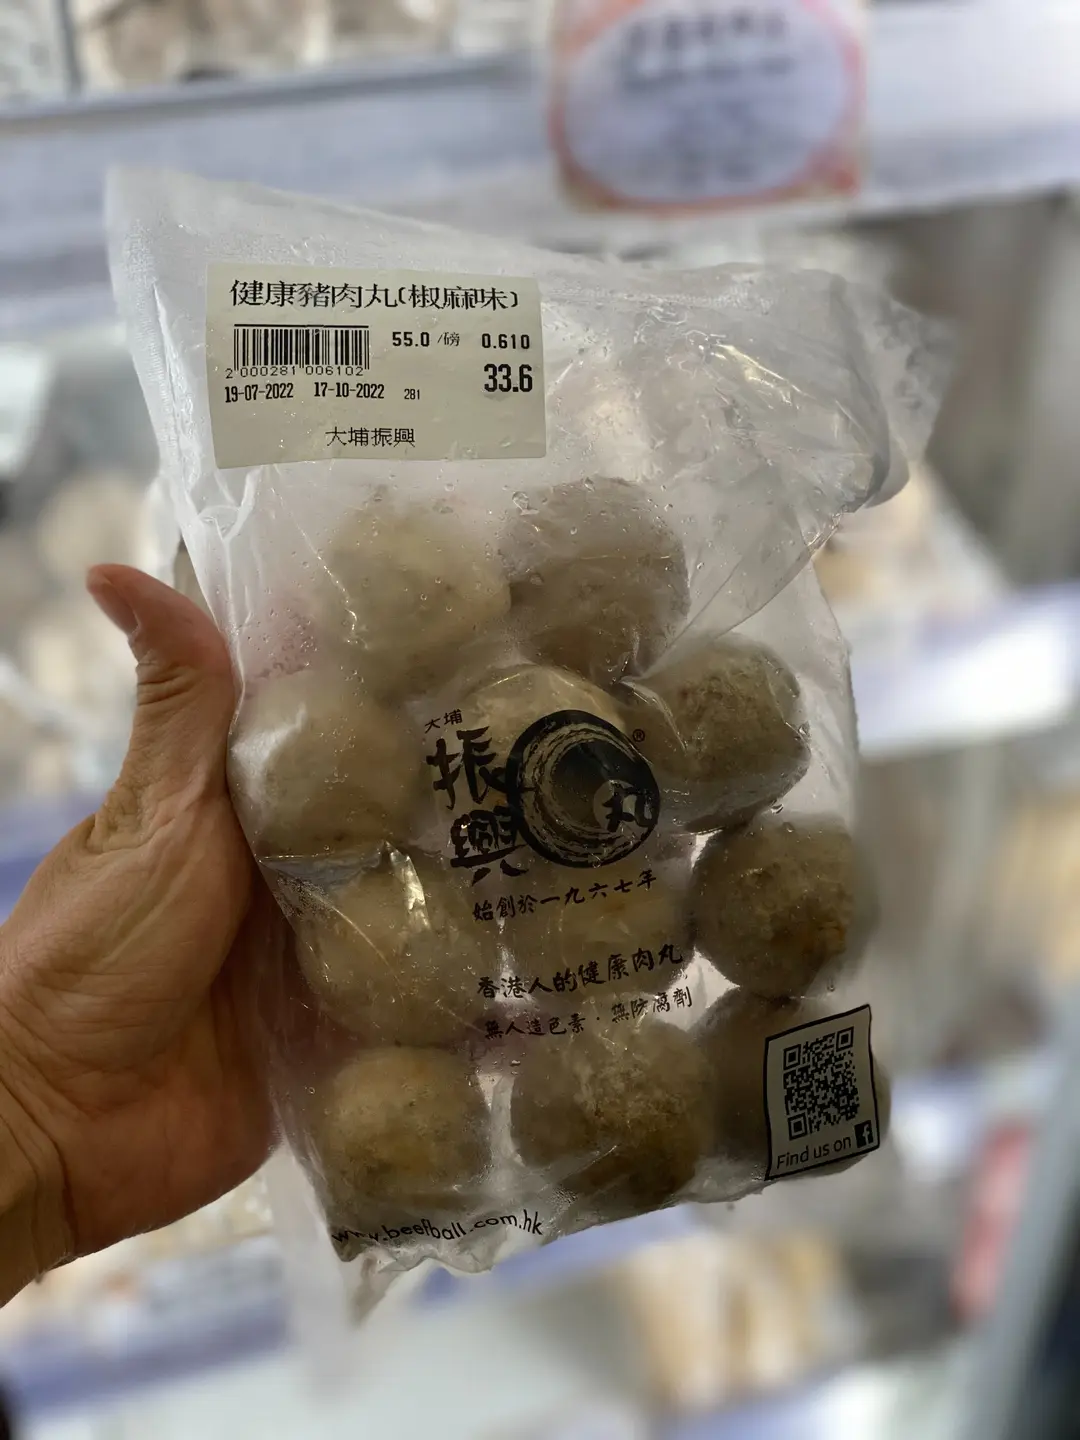 健康豬肉丸(椒麻味)
55.0 /磅 0.610
2 000281 006102
33.6
19-07-2022 17-10-2022 281
大埔振興
大埔
振興
丸
®
始創於一九六七年
香港人的健康肉丸
無人造色素·無防腐劑
Find us on f
www.beefball.com.hk